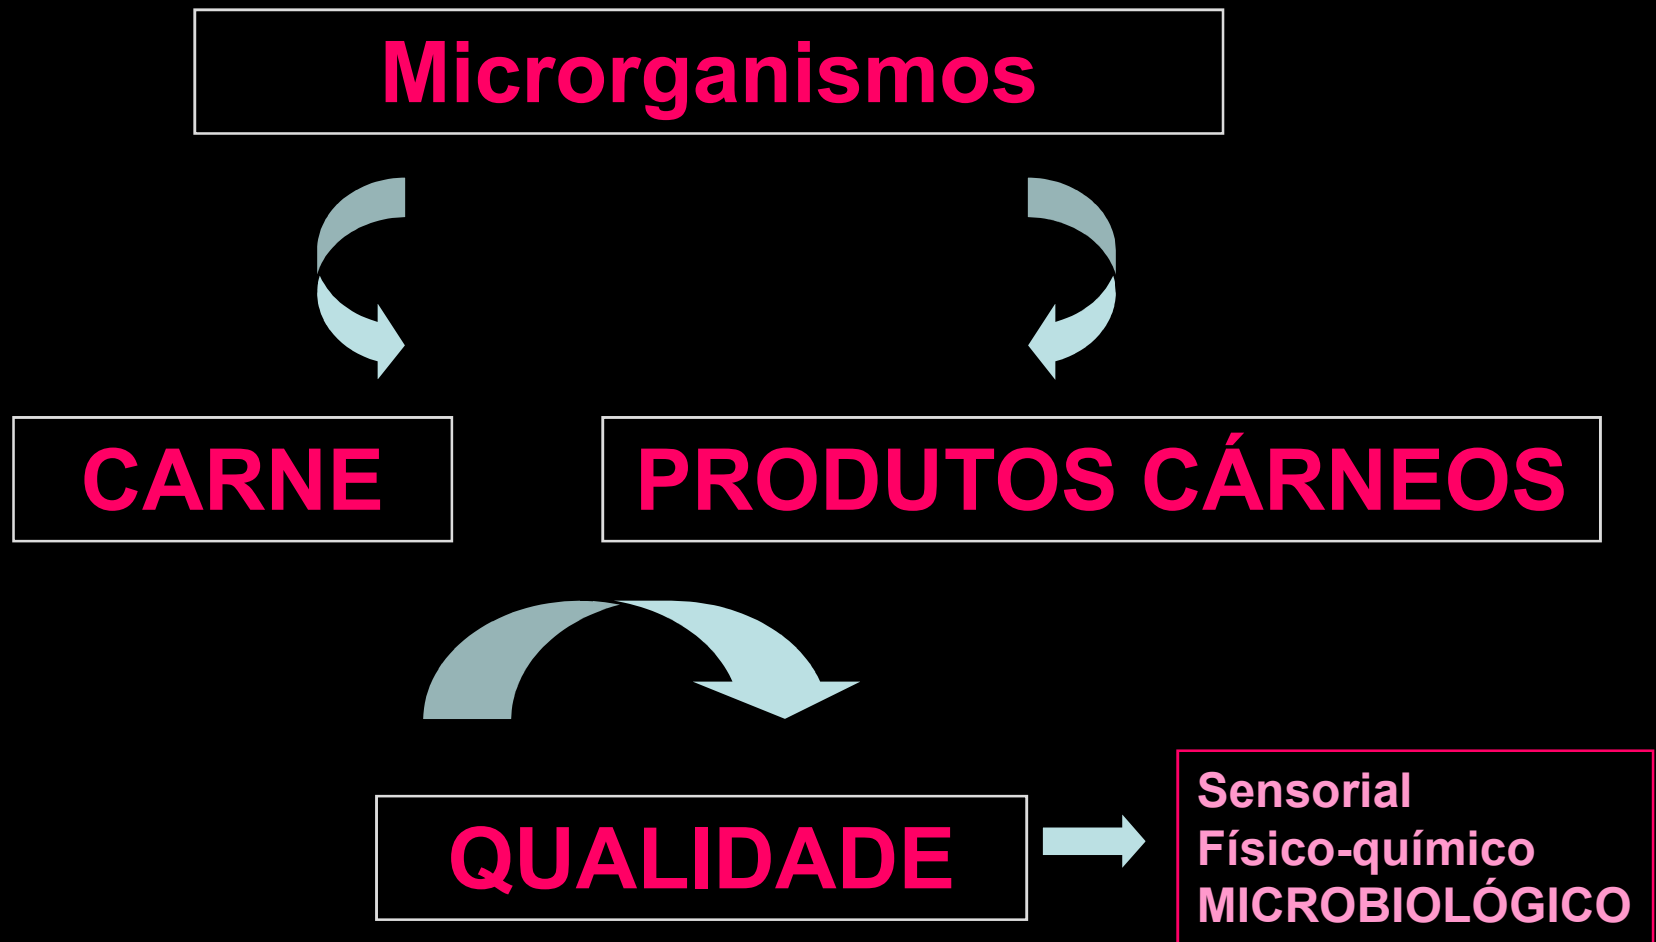 Microrganismos
CARNE
PRODUTOS CÁRNEOS
QUALIDADE
Sensorial
Físico-químico
MICROBIOLÓGICO